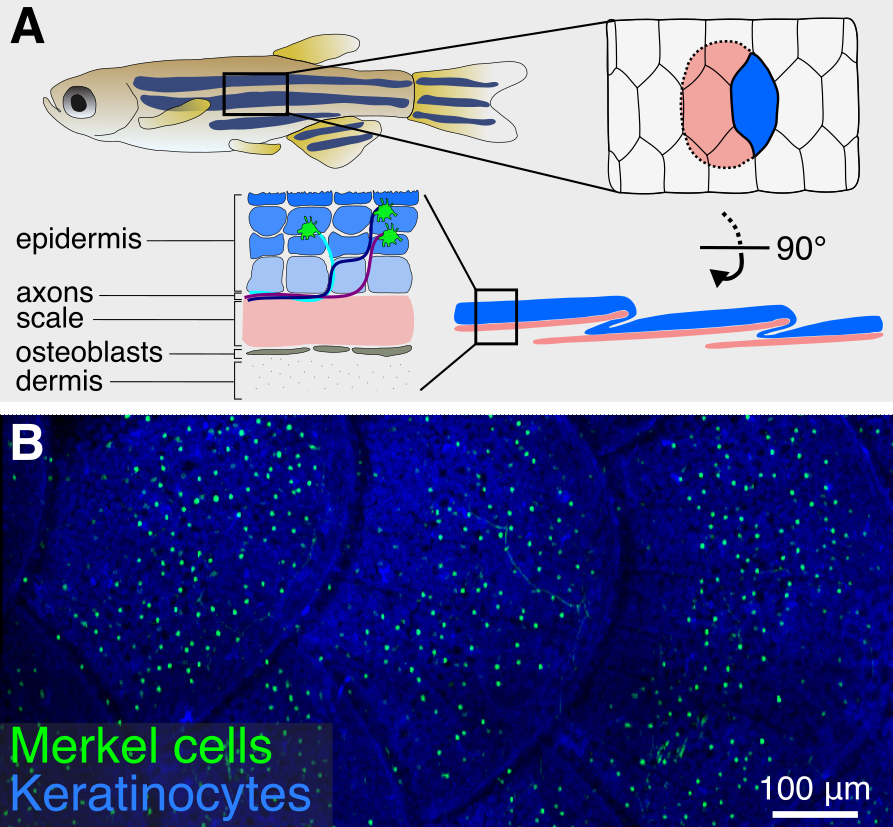 A
90°
epidermis
axons
scale
osteoblasts
dermis
B
Merkel cells
Keratinocytes
100 µm